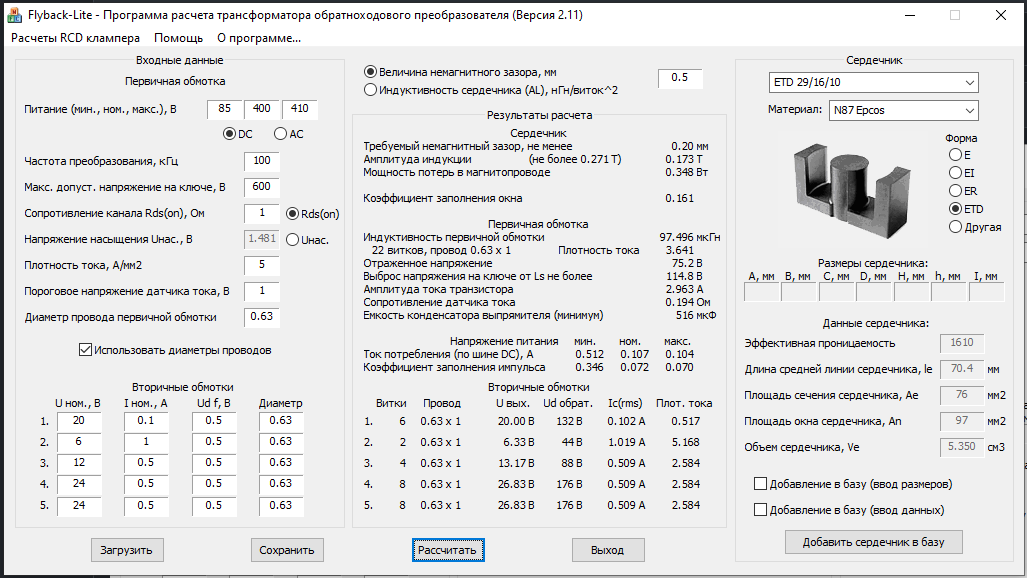 Flyback-Lite - Программа расчета трансформатора обратноходового преобразователя (Версия 2.11)
Расчеты RCD клампера Помощь О программе...
Входные данные
Первичная обмотка
Питание (мин., ном., макс.), В 85 400 410
DC AC
Частота преобразования, кГц 100
Макс. допуст. напряжение на ключе, В 600
Сопротивление канала Rds(on), Ом 1 Rds(on)
Напряжение насыщения Uнас., В 1.481 Uнас.
Плотность тока, А/мм2 5
Пороговое напряжение датчика тока, В 1
Диаметр провода первичной обмотки 0.63
Использовать диаметры проводов
Вторичные обмотки
U ном., В I ном., А Ud f, В Диаметр
1. 20 0.1 0.5 0.63
2. 6 1 0.5 0.63
3. 12 0.5 0.5 0.63
4. 24 0.5 0.5 0.63
5. 24 0.5 0.5 0.63
Величина немагнитного зазора, мм 0.5
Индуктивность сердечника (AL), нГн/виток^2
Результаты расчета
Сердечник
Требуемый немагнитный зазор, не менее 0.20 мм
Амплитуда индукции (не более 0.271 Т) 0.173 Т
Мощность потерь в магнитопроводе 0.348 Вт
Коэффициент заполнения окна 0.161
Первичная обмотка
Индуктивность первичной обмотки 97.496 мкГн
22 витков, провод 0.63 x 1 Плотность тока 3.641
Отраженное напряжение 75.2 В
Выброс напряжения на ключе от Ls не более 114.8 В
Амплитуда тока транзистора 2.963 А
Сопротивление датчика тока 0.194 Ом
Емкость конденсатора выпрямителя (минимум) 516 мкФ
Напряжение питания мин. ном. макс.
Ток потребления (по шине DC), А 0.512 0.107 0.104
Коэффициент заполнения импульса 0.346 0.072 0.070
Вторичные обмотки
Витки Провод U вых. Ud обрат. Ic(rms) Плот. тока
1. 6 0.63 x 1 20.00 В 132 В 0.102 А 0.517
2. 2 0.63 x 1 6.33 В 44 В 1.019 А 5.168
3. 4 0.63 x 1 13.17 В 88 В 0.509 А 2.584
4. 8 0.63 x 1 26.83 В 176 В 0.509 А 2.584
5. 8 0.63 x 1 26.83 В 176 В 0.509 А 2.584
Сердечник
ETD 29/16/10
Материал: N87 Epcos
Форма
E
EI
ER
ETD
Другая
Размеры сердечника:
A, мм B, мм C, мм D, мм H, мм h, мм I, мм
Данные сердечника:
Эффективная проницаемость 1610
Длина средней линии сердечника, le 70.4 мм
Площадь сечения сердечника, Ae 76 мм2
Площадь окна сердечника, An 97 мм2
Объем сердечника, Ve 5.350 см3
Добавление в базу (ввод размеров)
Добавление в базу (ввод данных)
Добавить сердечник в базу
Загрузить Сохранить Рассчитать Выход